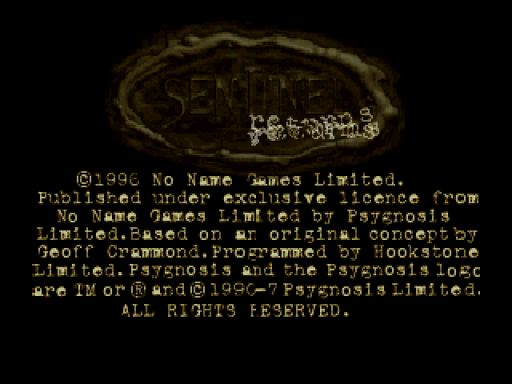 SENTINEL
returns
©1996 No Name Games Limited.
Published under exclusive licence from
No Name Games Limited by Psygnosis
Limited.Based on an original concept by
Geoff Crammond.Programmed by Hookstone
Limited.Psygnosis and the Psygnosis logo
are TM or ® and © 1990-7 Psygnosis Limited.
ALL RIGHTS RESERVED.